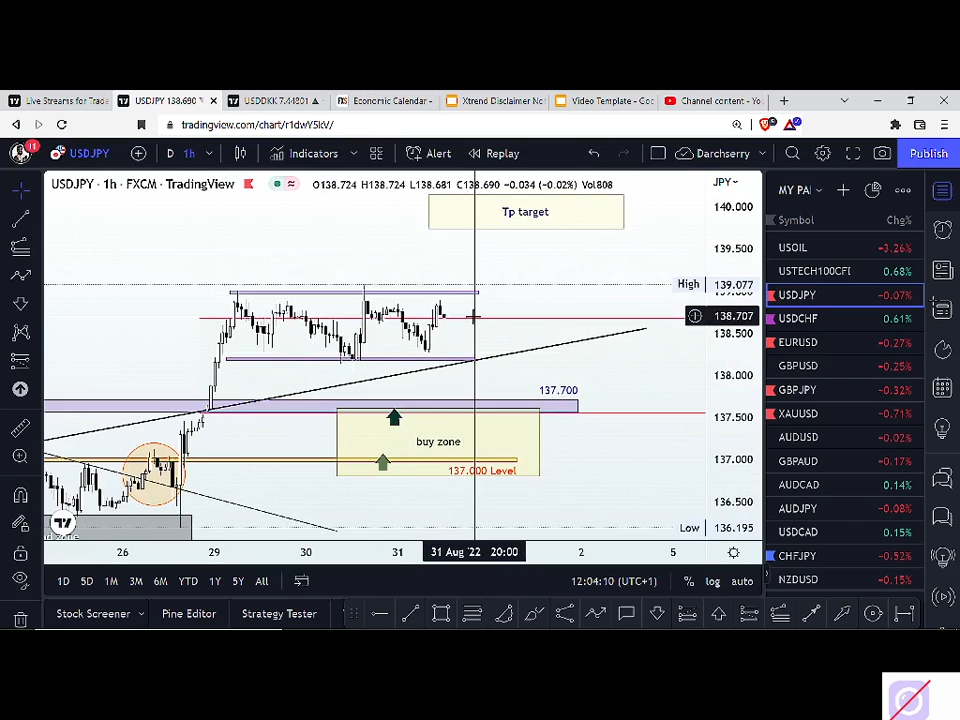 Live Streams for Trade
USDJPY 138.690
USDDKK 7.44801 ▲
Economic Calendar -
Xtrend Disclaimer No
Video Template - Goo
Channel content - Yo
tradingview.com/chart/r1dwY5kV/
11
USDJPY
D 1h
Indicators
Alert
Replay
Darchserry
Publish
USDJPY · 1h · FXCM · TradingView
O138.724 H138.724 L138.681 C138.690 −0.034 (−0.02%) Vol808
JPY
MY PAI
Symbol Chg%
USOIL −3.26%
USTECH100CFD 0.68%
USDJPY −0.07%
USDCHF 0.61%
EURUSD −0.27%
GBPUSD −0.25%
GBPJPY −0.32%
XAUUSD −0.71%
AUDUSD −0.02%
GBPAUD −0.17%
AUDCAD 0.14%
AUDJPY −0.08%
USDCAD 0.15%
CHFJPY −0.52%
NZDUSD −0.15%
Tp target
140.000
139.500
High 139.077
138.707
138.500
138.000
137.700
137.500
buy zone
137.000
137.000 Level
136.500
Low 136.195
d zone
26 29 30 31 31 Aug '22 20:00 2 5
1D 5D 1M 3M 6M YTD 1Y 5Y All
12:04:10 (UTC+1)
% log auto
Stock Screener
Pine Editor
Strategy Tester